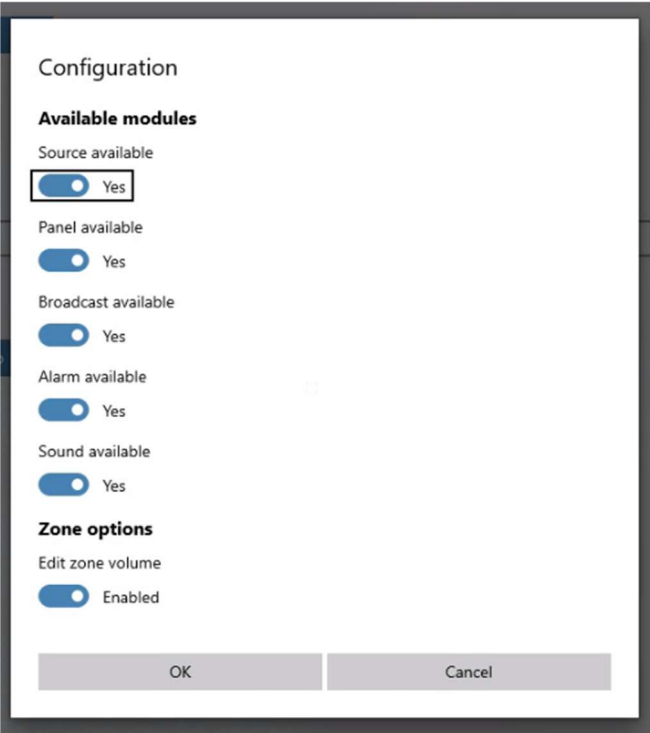 Configuration
Available modules
Source available
Yes
Panel available
Yes
Broadcast available
Yes
Alarm available
Yes
Sound available
Yes
Zone options
Edit zone volume
Enabled
OK
Cancel